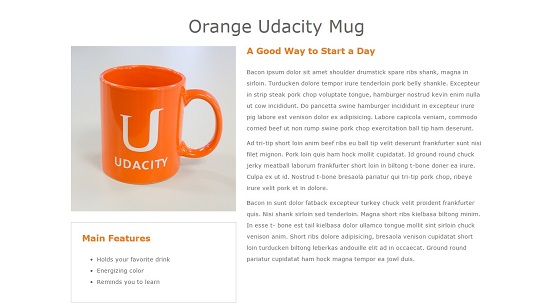 Orange Udacity Mug
U
UDACITY
A Good Way to Start a Day
Bacon ipsum dolor sit amet shoulder drumstick spare ribs shank, magna in
sirloin. Turducken dolore tempor irure tenderloin pork belly shankle. Excepteur
in strip steak pork chop voluptate tongue, hamburger nostrud kevin enim nulla
ut cow incididunt. Do pancetta swine hamburger incididunt in excepteur irure
pig labore est venison dolor ex adipisicing. Labore capicola veniam, commodo
corned beef ut non rump swine pork chop exercitation ball tip ham deserunt.
Ad tri-tip short loin anim beef ribs eu ball tip velit deserunt frankfurter sunt nisi
filet mignon. Pork loin quis ham hock mollit cupidatat. Id ground round chuck
jerky meatball laborum frankfurter short loin in biltong t-bone doner ea irure.
Culpa ex ut id. Nostrud t-bone bresaola pariatur qui tri-tip pork chop, ribeye
irure velit pork et in dolore.
Bacon in sunt dolor fatback excepteur turkey chuck velit proident frankfurter
quis. Nisi shank sirloin sed tenderloin. Magna short ribs kielbasa biltong minim.
In esse t- bone est tail kielbasa dolor ullamco tongue mollit sint sirloin chuck
venison anim. Short ribs dolore adipisicing, bresaola venison cupidatat short
loin turducken biltong leberkas andouille elit ad in occaecat. Ground round
pariatur cupidatat ham hock magna tempor ea jowl duis.
Main Features
Holds your favorite drink
Energizing color
Reminds you to learn